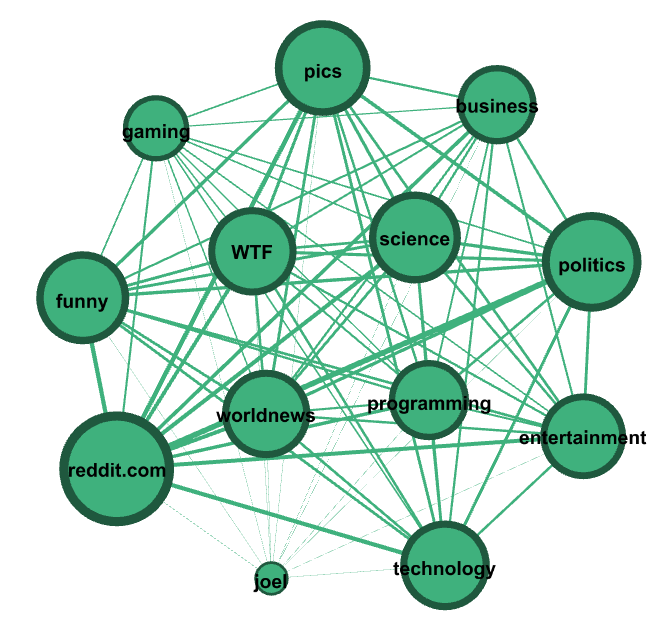 pics
business
gaming
science
WTF
politics
funny
programming
worldnews
entertainment
reddit.com
technology
joel